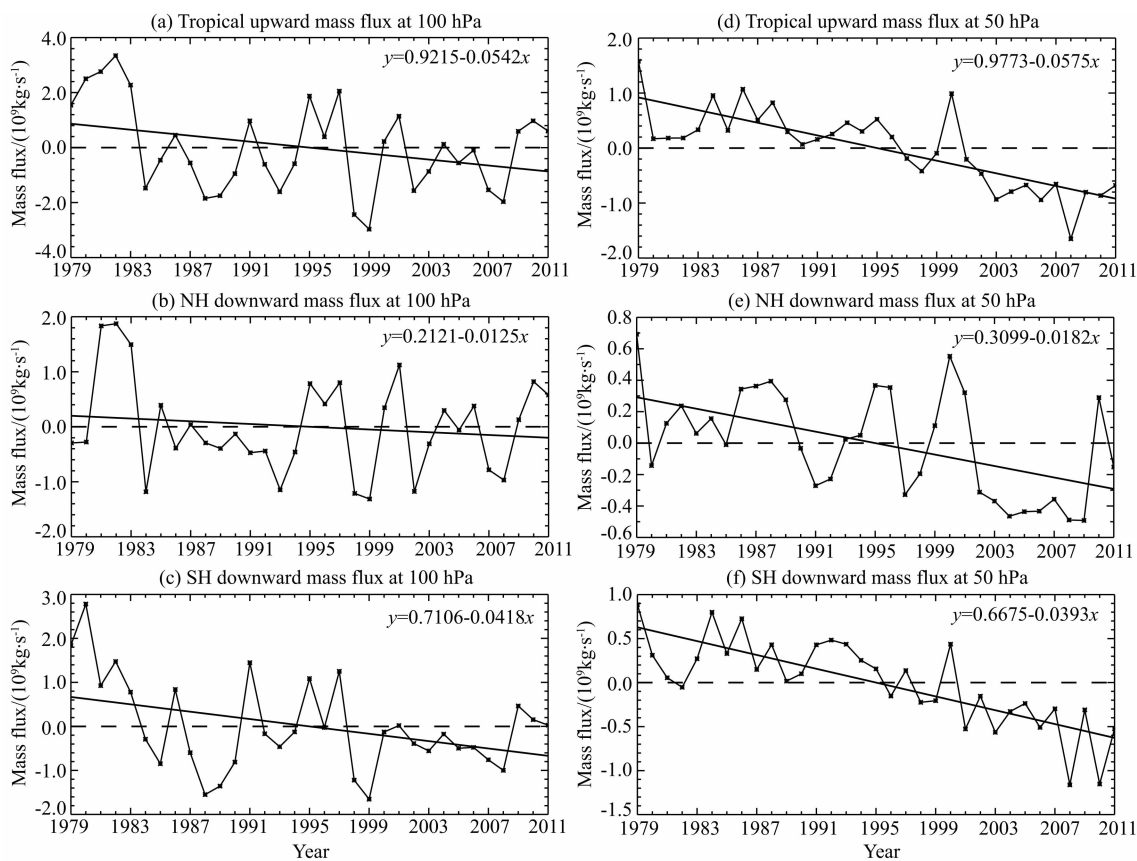 (a) Tropical upward mass flux at 100 hPa
4.0
2.0
0.0
-2.0
-4.0
Mass flux/(10⁹kg·s⁻¹)
y=0.9215-0.0542x
1979 1983 1987 1991 1995 1999 2003 2007 2011
(b) NH downward mass flux at 100 hPa
2.0
1.0
0.0
-1.0
-2.0
Mass flux/(10⁹kg·s⁻¹)
y=0.2121-0.0125x
1979 1983 1987 1991 1995 1999 2003 2007 2011
(c) SH downward mass flux at 100 hPa
3.0
2.0
1.0
0.0
-1.0
-2.0
Mass flux/(10⁹kg·s⁻¹)
y=0.7106-0.0418x
1979 1983 1987 1991 1995 1999 2003 2007 2011
Year
(d) Tropical upward mass flux at 50 hPa
2.0
1.0
0.0
-1.0
-2.0
Mass flux/(10⁹kg·s⁻¹)
y=0.9773-0.0575x
1979 1983 1987 1991 1995 1999 2003 2007 2011
(e) NH downward mass flux at 50 hPa
0.8
0.6
0.4
0.2
0.0
-0.2
-0.4
-0.6
Mass flux/(10⁹kg·s⁻¹)
y=0.3099-0.0182x
1979 1983 1987 1991 1995 1999 2003 2007 2011
(f) SH downward mass flux at 50 hPa
1.0
0.5
0.0
-0.5
-1.0
-1.5
Mass flux/(10⁹kg·s⁻¹)
y=0.6675-0.0393x
1979 1983 1987 1991 1995 1999 2003 2007 2011
Year